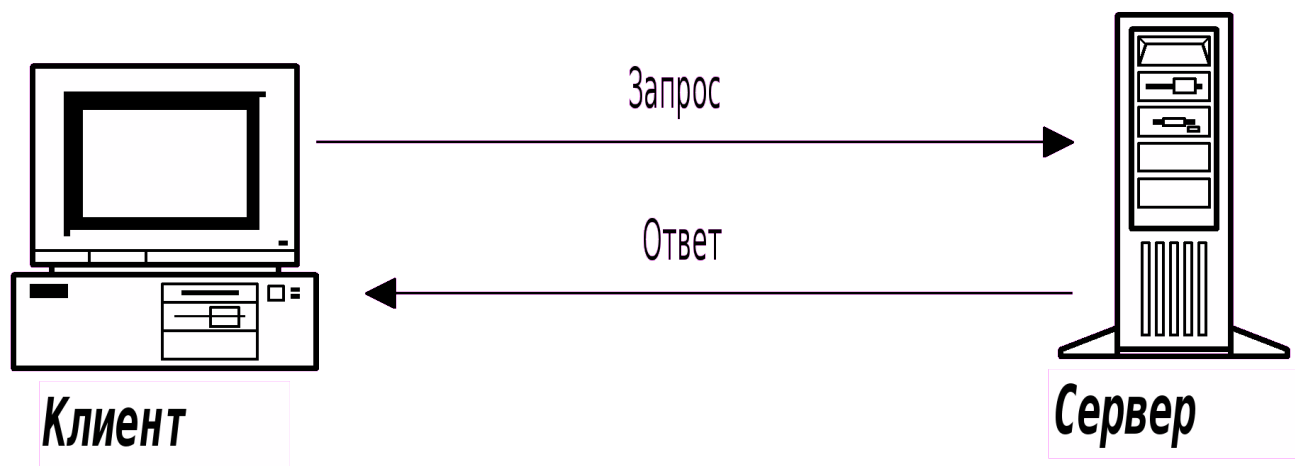 Запрос
Ответ
Клиент
Сервер